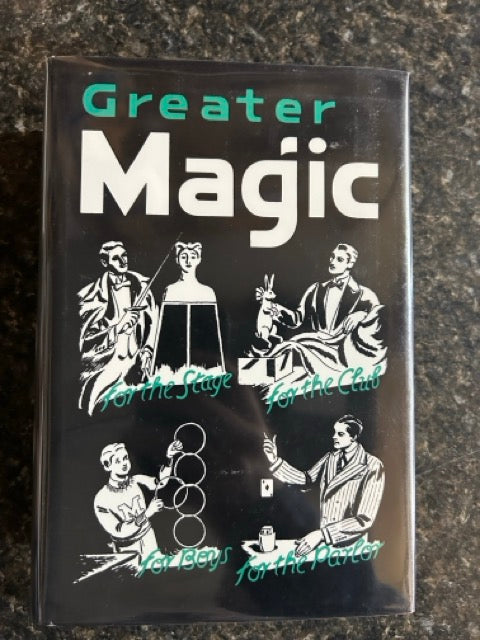 Greater
Magic
for the Stage
for the Club
M
for Boys
for the Parlor